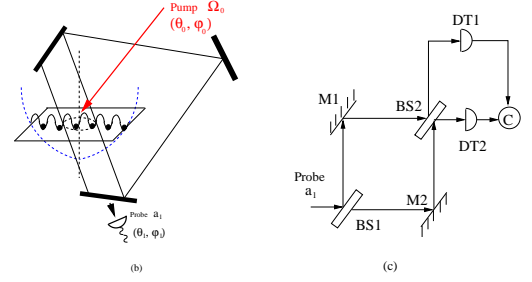 Pump Ω₀
(θ₀, φ₀)
Probe a₁
(θ₁, φ₁)
(b)
DT1
M1
BS2
C
DT2
Probe
a₁
M2
BS1
(c)